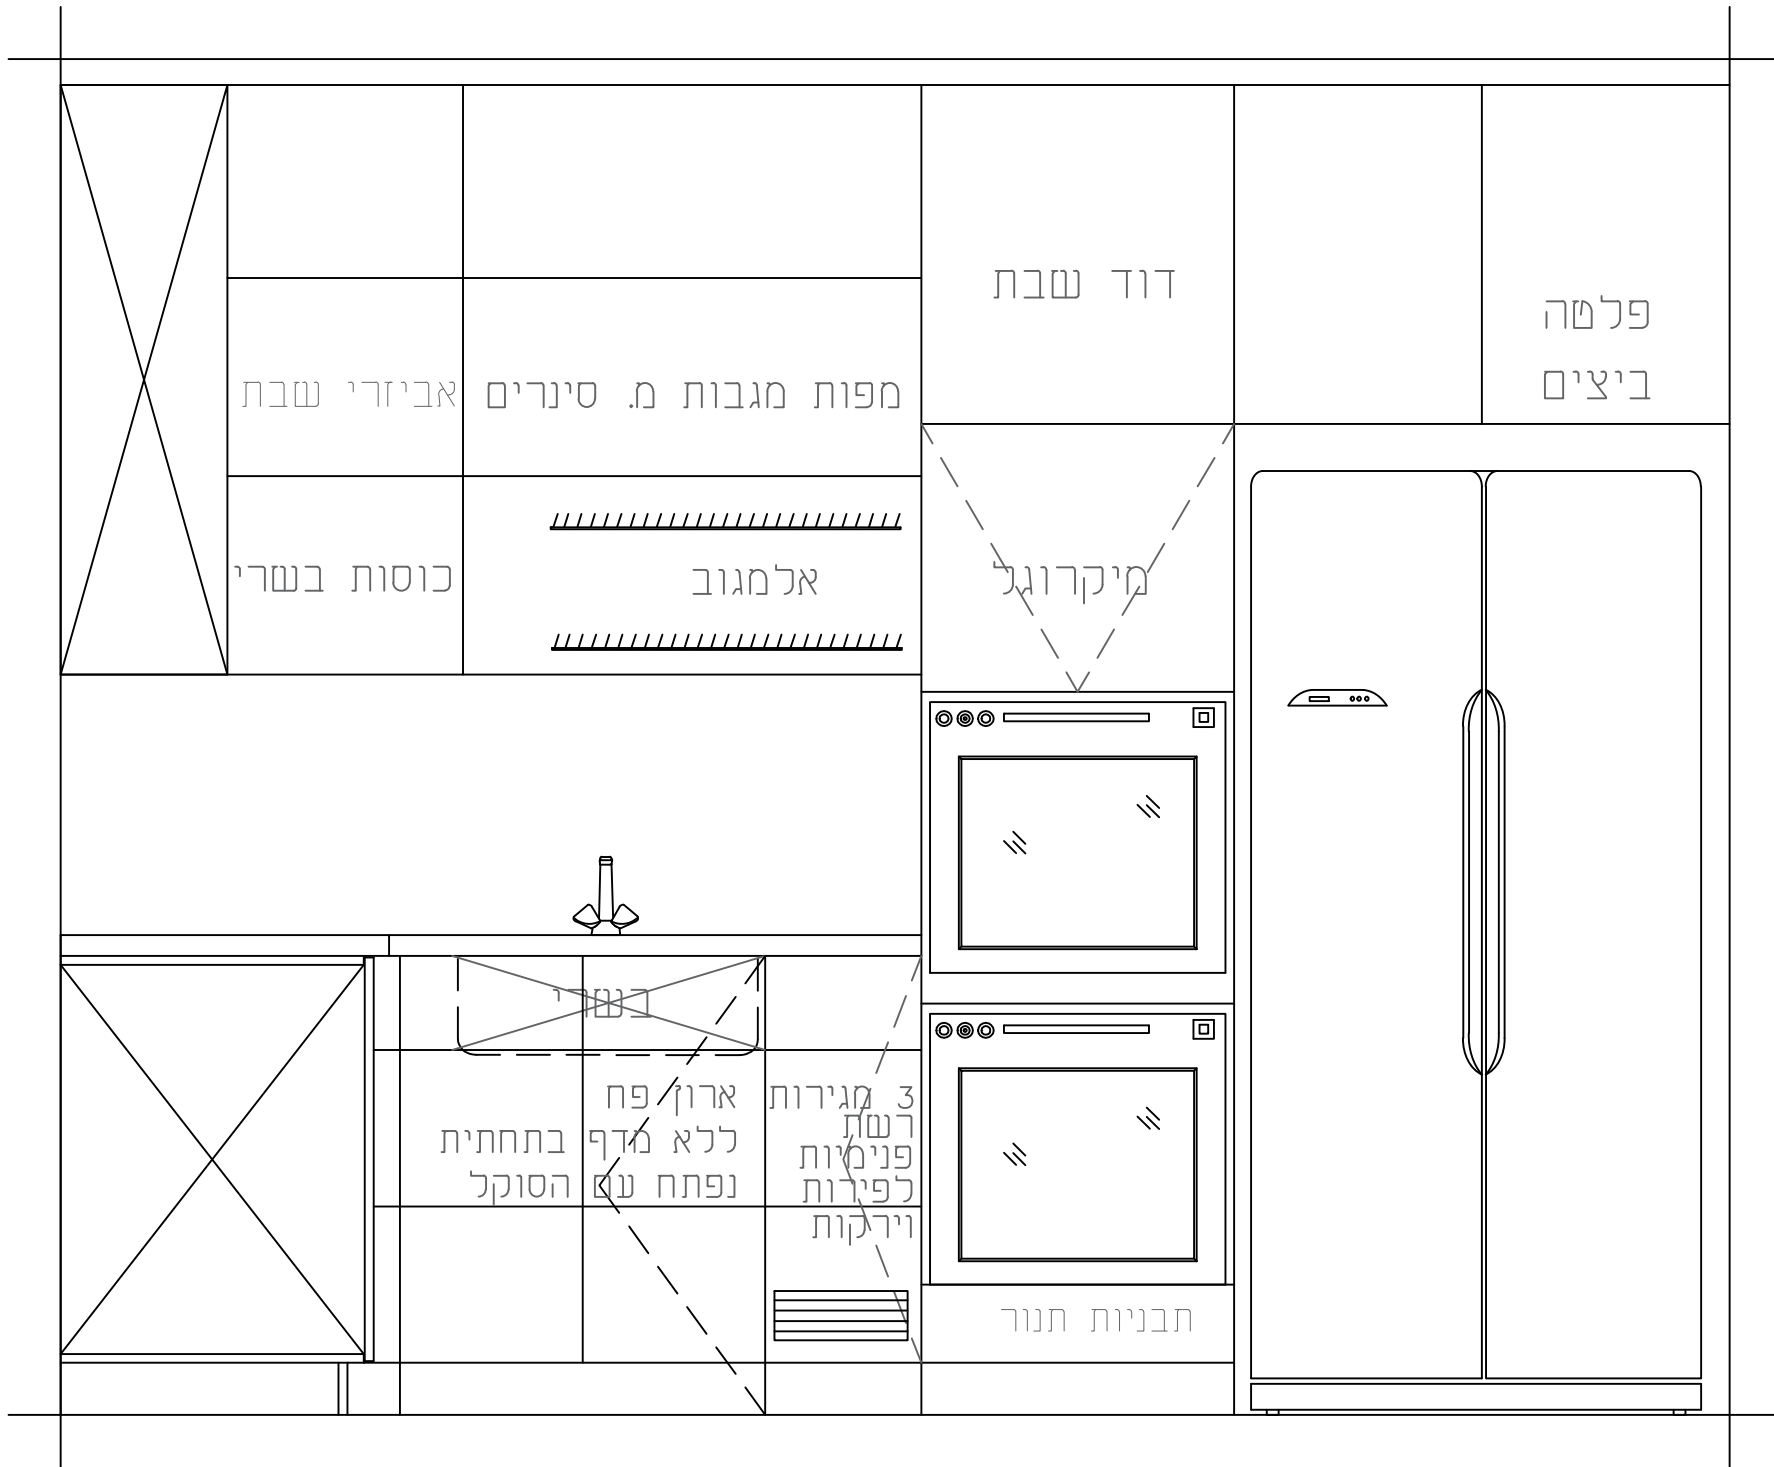 דוד שבת
פלטה
ביצים
מפות מגבות מ. סינרים
אביזרי שבת
מיקרוגל
אלמגוב
כוסות בשרי
בשרי
3 מגירות
רשת
פנימיות
לפירות
וירקות
ארון פח
ללא מדף בתחתית
נפתח עם הסוקל
תבניות תנור